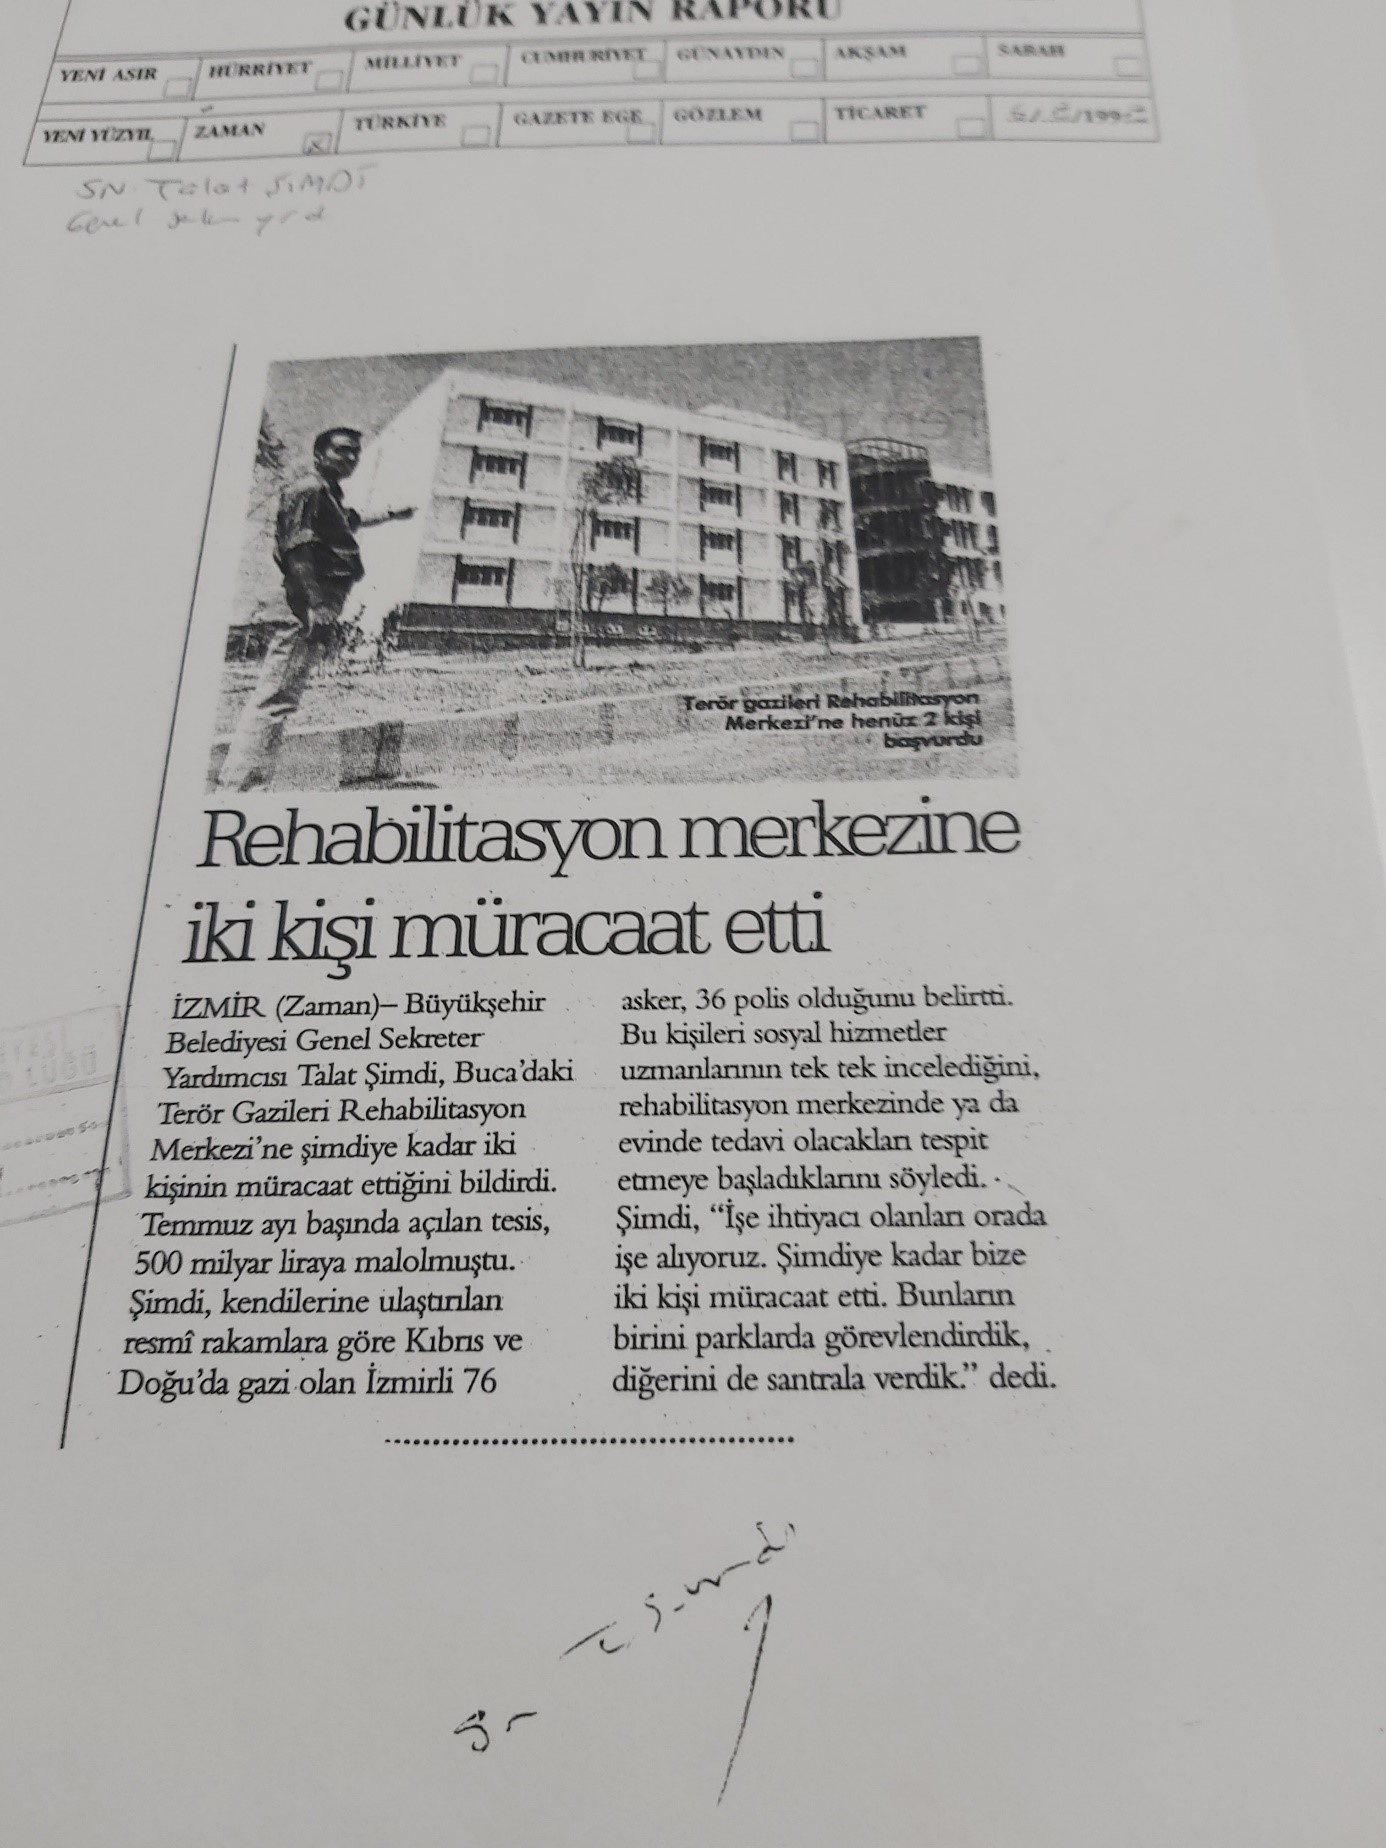 GÜNLÜK YAYIN RAPORU
YENİ ASIR HÜRRİYET MİLLİYET CUMHURİYET GÜNAYDIN AKŞAM SABAH
YENİ YÜZYIL ZAMAN TÜRKİYE GAZETE EGE GÖZLEM TİCARET
SN. Talat ŞİMDİ
Genel
Terör gazileri Rehabilitasyon
Merkezi'ne henüz 2 kişi
başvurdu
Rehabilitasyon merkezine
iki kişi müracaat etti
İZMİR (Zaman)– Büyükşehir
Belediyesi Genel Sekreter
Yardımcısı Talat Şimdi, Buca'daki
Terör Gazileri Rehabilitasyon
Merkezi'ne şimdiye kadar iki
kişinin müracaat ettiğini bildirdi.
Temmuz ayı başında açılan tesis,
500 milyar liraya malolmuştu.
Şimdi, kendilerine ulaştırılan
resmî rakamlara göre Kıbrıs ve
Doğu'da gazi olan İzmirli 76
asker, 36 polis olduğunu belirtti.
Bu kişileri sosyal hizmetler
uzmanlarının tek tek incelediğini,
rehabilitasyon merkezinde ya da
evinde tedavi olacakları tespit
etmeye başladıklarını söyledi.
Şimdi, “İşe ihtiyacı olanları orada
işe alıyoruz. Şimdiye kadar bize
iki kişi müracaat etti. Bunların
birini parklarda görevlendirdik,
diğerini de santrala verdik.” dedi.